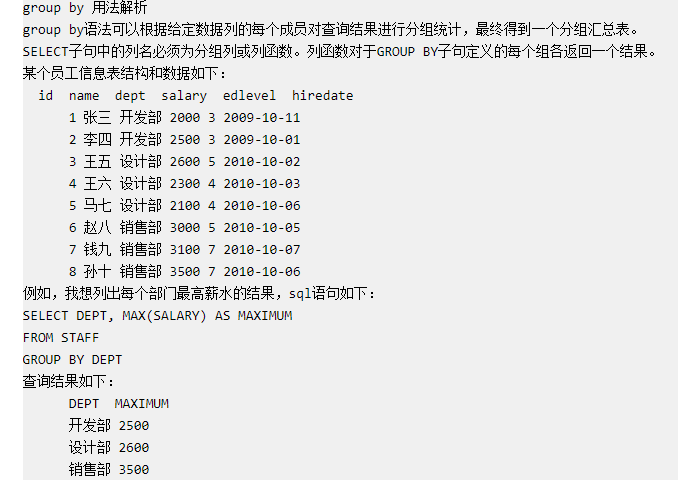 group by 用法解析
group by语法可以根据给定数据列的每个成员对查询结果进行分组统计，最终得到一个分组汇总表。
SELECT子句中的列名必须为分组列或列函数。列函数对于GROUP BY子句定义的每个组各返回一个结果。
某个员工信息表结构和数据如下：
id name dept salary edlevel hiredate
1 张三 开发部 2000 3 2009-10-11
2 李四 开发部 2500 3 2009-10-01
3 王五 设计部 2600 5 2010-10-02
4 王六 设计部 2300 4 2010-10-03
5 马七 设计部 2100 4 2010-10-06
6 赵八 销售部 3000 5 2010-10-05
7 钱九 销售部 3100 7 2010-10-07
8 孙十 销售部 3500 7 2010-10-06
例如，我想列出每个部门最高薪水的结果，sql语句如下：
SELECT DEPT, MAX(SALARY) AS MAXIMUM
FROM STAFF
GROUP BY DEPT
查询结果如下：
DEPT MAXIMUM
开发部 2500
设计部 2600
销售部 3500